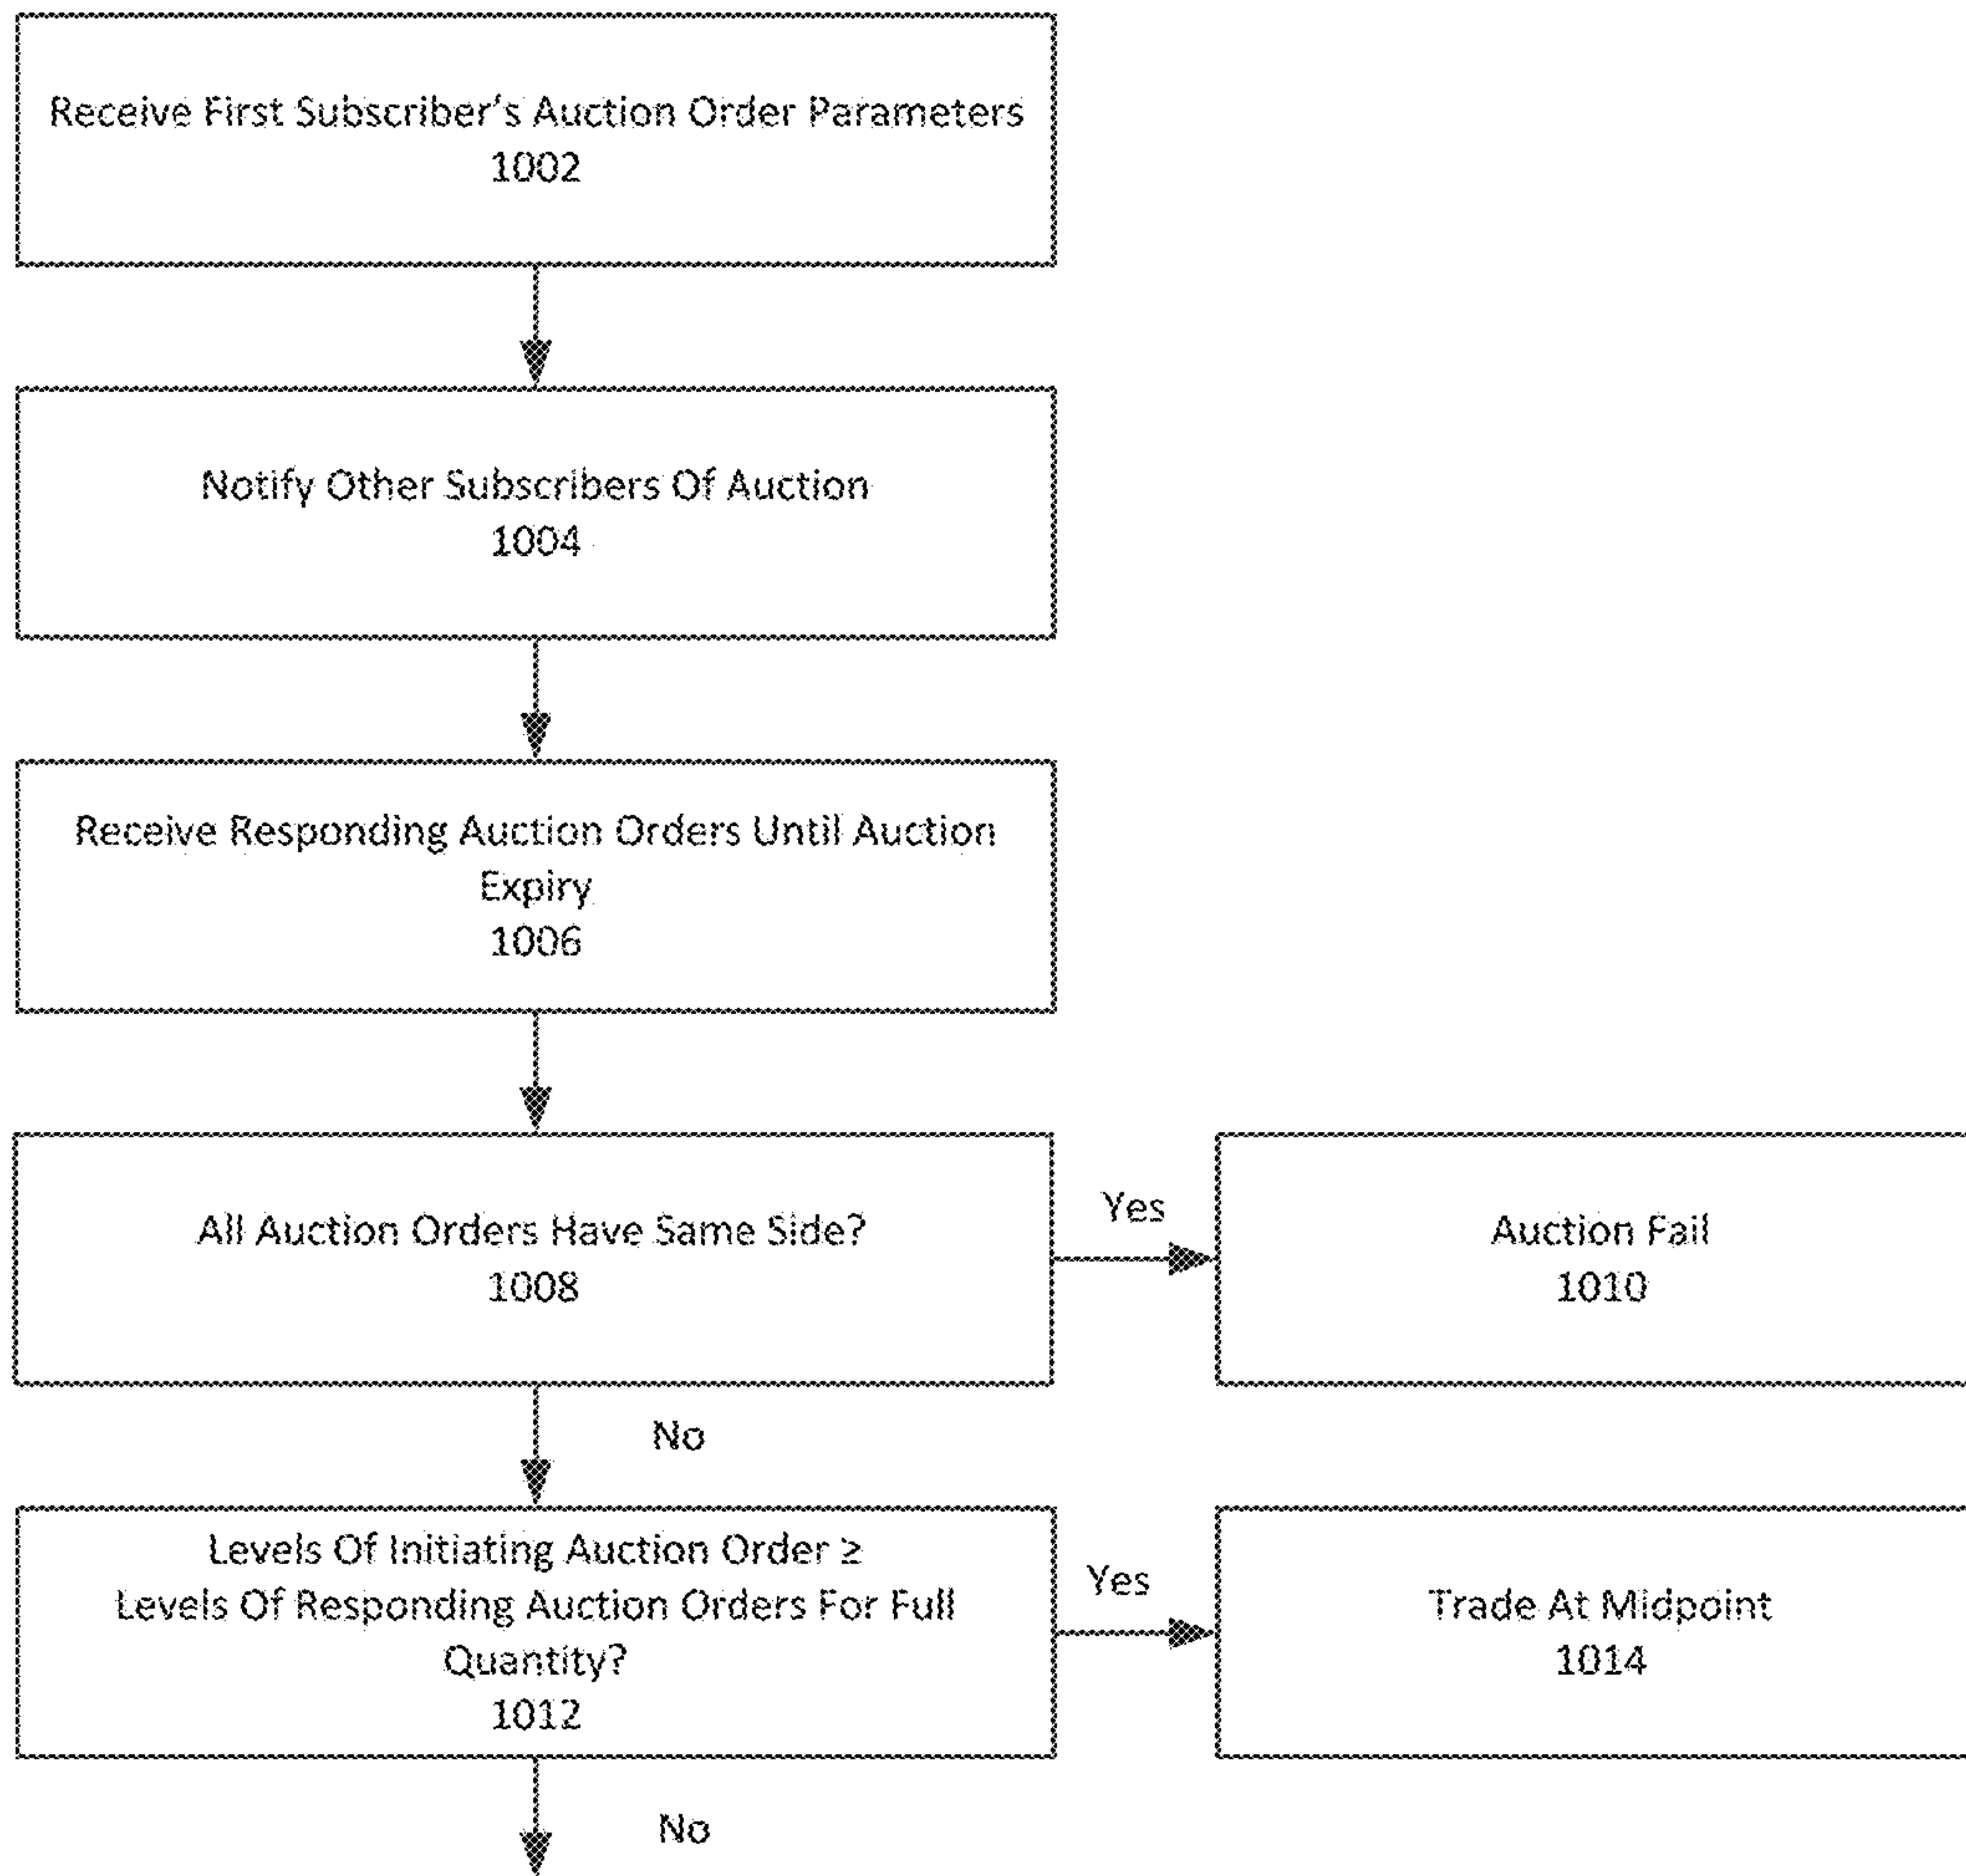 Receive First Subscriber's Auction Order Parameters
1002
Notify Other Subscribers Of Auction
1004
Receive Responding Auction Orders Until Auction
Expiry
1006
All Auction Orders Have Same Side?
1008
Yes
Auction Fail
1010
No
Levels Of Initiating Auction Order ≥
Levels Of Responding Auction Orders For Full
Quantity?
1012
Yes
Trade At Midpoint
1014
No